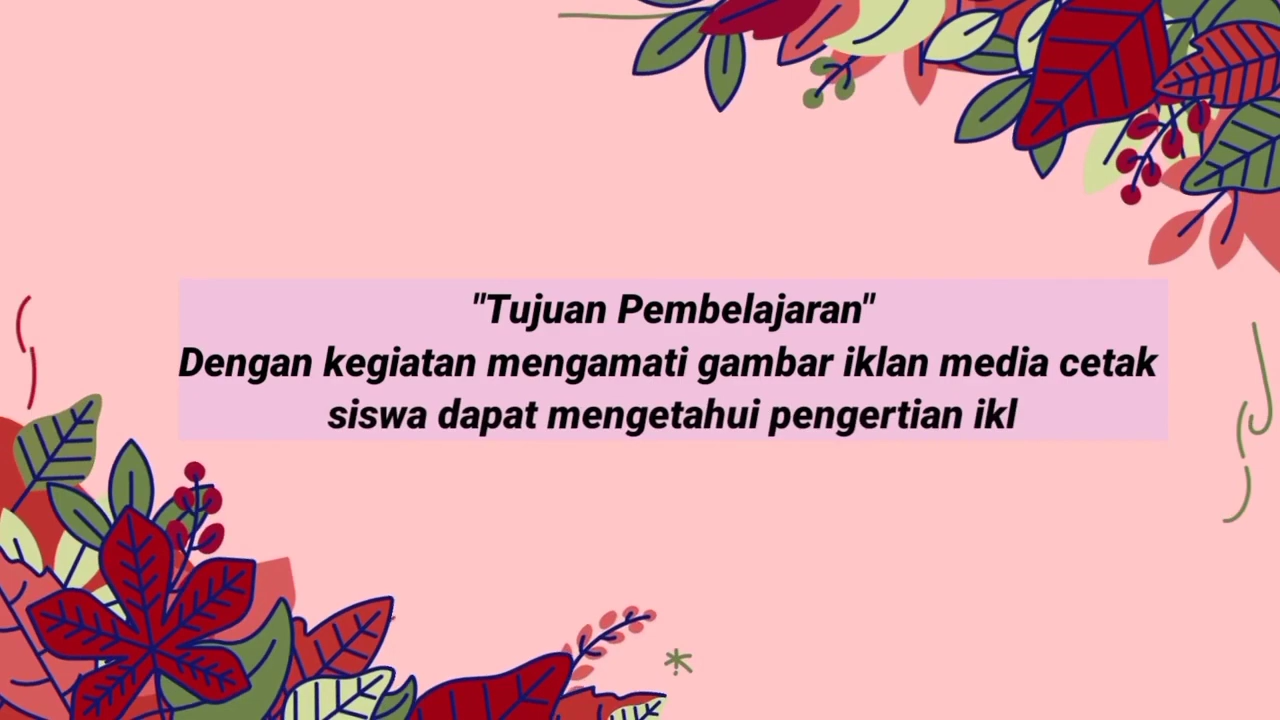 "Tujuan Pembelajaran"
Dengan kegiatan mengamati gambar iklan media cetak
siswa dapat mengetahui pengertian ikl